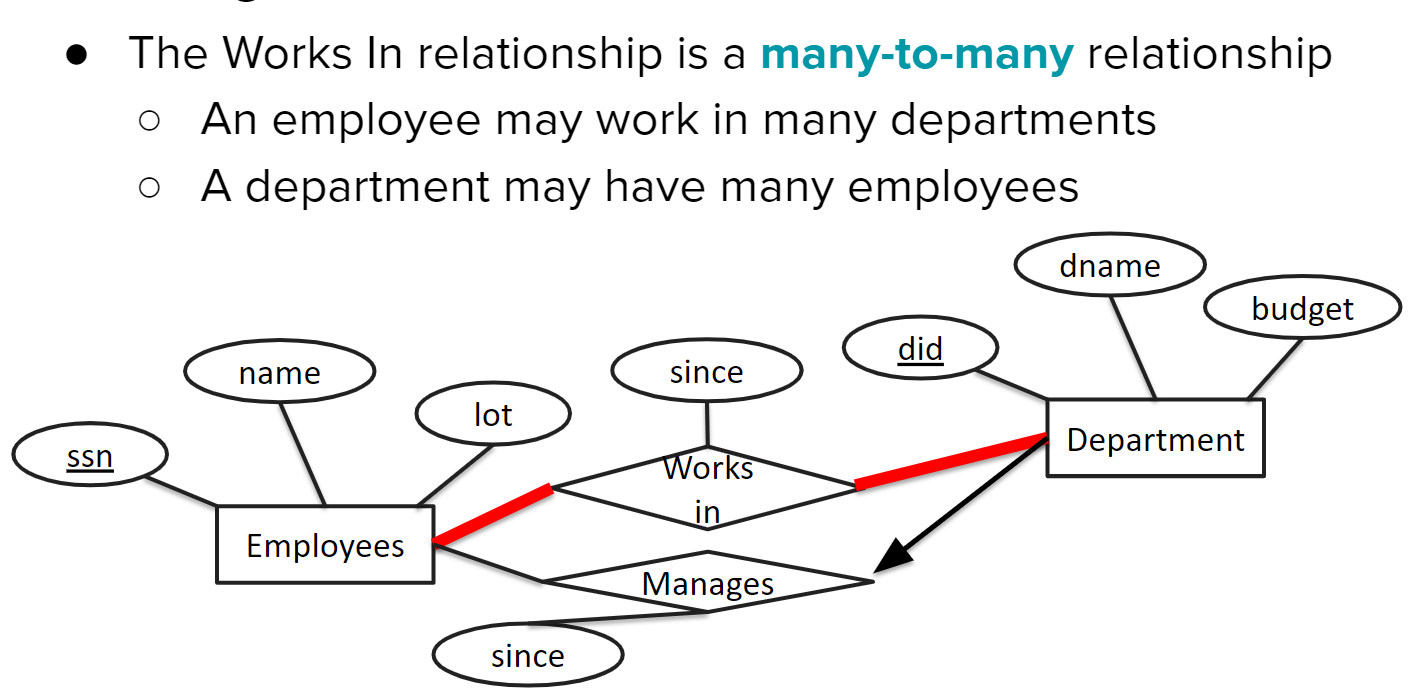 ● The Works In relationship is a many-to-many relationship
○ An employee may work in many departments
○ A department may have many employees
dname
budget
did
name
since
lot
ssn
Department
Works
in
Employees
Manages
since